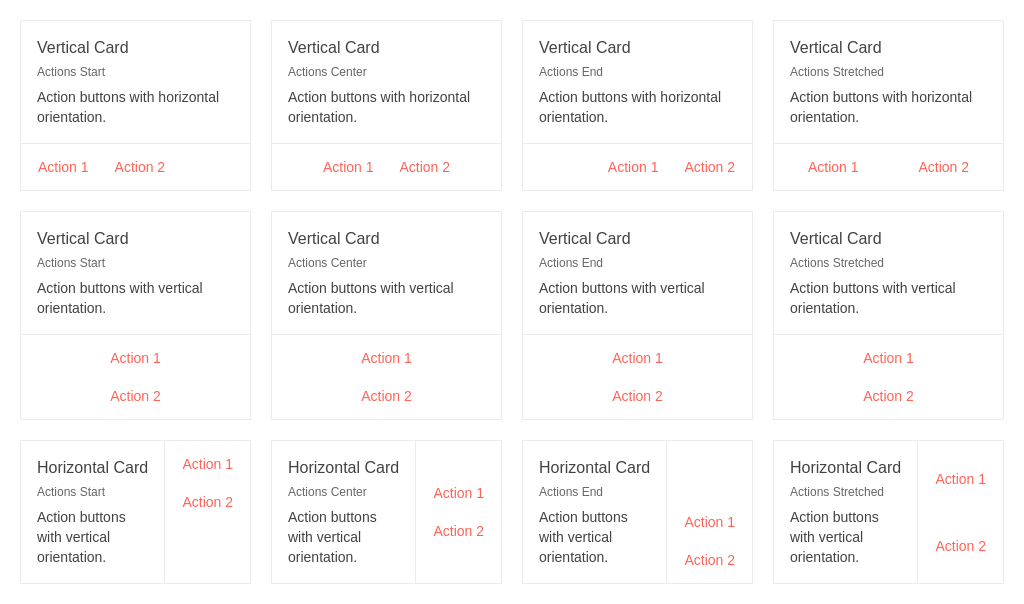 Vertical Card
Actions Start
Action buttons with horizontal
orientation.
Action 1 Action 2
Vertical Card
Actions Center
Action buttons with horizontal
orientation.
Action 1 Action 2
Vertical Card
Actions End
Action buttons with horizontal
orientation.
Action 1 Action 2
Vertical Card
Actions Stretched
Action buttons with horizontal
orientation.
Action 1 Action 2
Vertical Card
Actions Start
Action buttons with vertical
orientation.
Action 1
Action 2
Vertical Card
Actions Center
Action buttons with vertical
orientation.
Action 1
Action 2
Vertical Card
Actions End
Action buttons with vertical
orientation.
Action 1
Action 2
Vertical Card
Actions Stretched
Action buttons with vertical
orientation.
Action 1
Action 2
Horizontal Card
Actions Start
Action buttons
with vertical
orientation.
Action 1
Action 2
Horizontal Card
Actions Center
Action buttons
with vertical
orientation.
Action 1
Action 2
Horizontal Card
Actions End
Action buttons
with vertical
orientation.
Action 1
Action 2
Horizontal Card
Actions Stretched
Action buttons
with vertical
orientation.
Action 1
Action 2